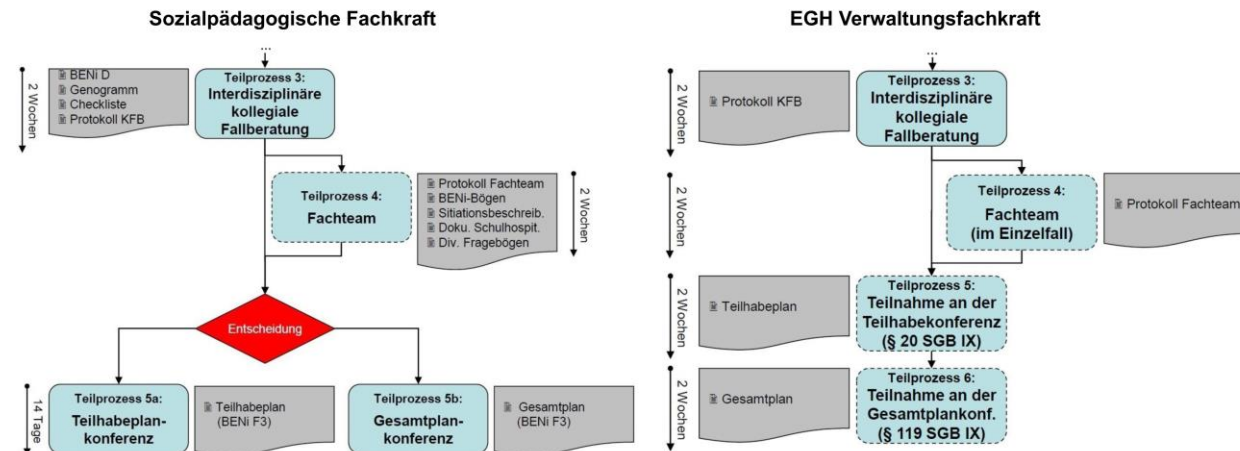 Sozialpädagogische Fachkraft
...
2 Wochen
BENi D
Genogramm
Checkliste
Protokoll KFB
Teilprozess 3:
Interdisziplinäre
kollegiale
Fallberatung
Teilprozess 4:
Fachteam
Protokoll Fachteam
BENi-Bögen
Sitiationsbeschreib.
Doku. Schulhospit.
Div. Fragebögen
2 Wochen
Entscheidung
14 Tage
Teilprozess 5a:
Teilhabeplan-
konferenz
Teilhabeplan
(BENi F3)
Teilprozess 5b:
Gesamtplan-
konferenz
Gesamtplan
(BENi F3)
EGH Verwaltungsfachkraft
...
2 Wochen
Protokoll KFB
Teilprozess 3:
Interdisziplinäre
kollegiale
Fallberatung
2 Wochen
Teilprozess 4:
Fachteam
(im Einzelfall)
Protokoll Fachteam
2 Wochen
Teilhabeplan
Teilprozess 5:
Teilnahme an der
Teilhabekonferenz
(§ 20 SGB IX)
2 Wochen
Gesamtplan
Teilprozess 6:
Teilnahme an der
Gesamtplankonf.
(§ 119 SGB IX)